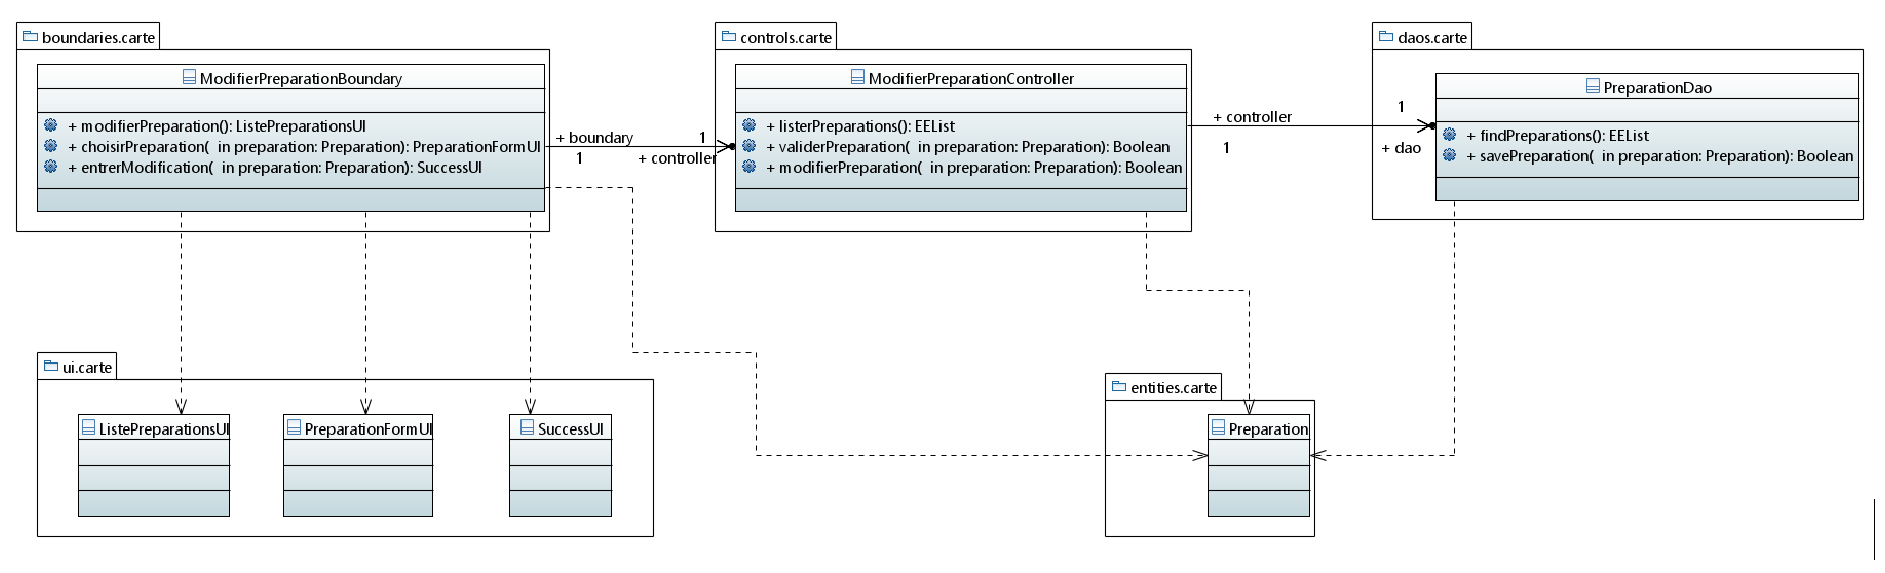 boundaries.carte
ModifierPreparationBoundary
+ modifierPreparation(): ListePreparationsUI
+ choisirPreparation( in preparation: Preparation): PreparationFormUI
+ entrerModification( in preparation: Preparation): SuccessUI
+ boundary
1
1
+ controller
controls.carte
ModifierPreparationController
+ listerPreparations(): EEList
+ validerPreparation( in preparation: Preparation): Boolean
+ modifierPreparation( in preparation: Preparation): Boolean
+ controller
1
1
+ dao
daos.carte
PreparationDao
+ findPreparations(): EEList
+ savePreparation( in preparation: Preparation): Boolean
ui.carte
ListePreparationsUI
PreparationFormUI
SuccessUI
entities.carte
Preparation